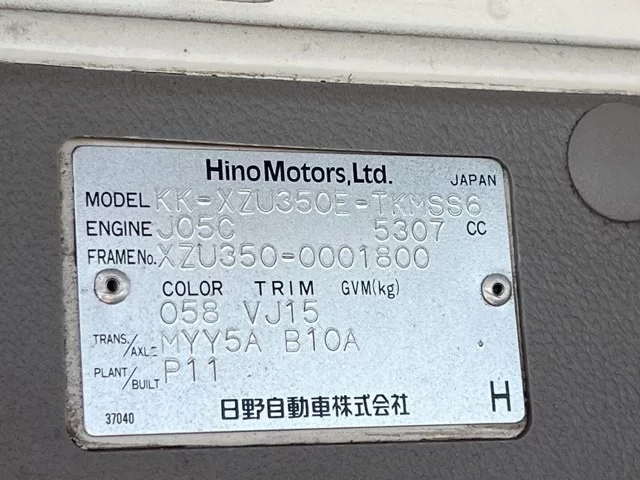 Hino Motors, Ltd.
JAPAN
MODEL KK-XZU350E-TKMSS6
ENGINE J05C 5307 CC
FRAME No. XZU350-0001800
COLOR TRIM GVM(kg)
058 VJ15
TRANS./AXLE MYY5A B10A
PLANT/BUILT P11
37040 日野自動車株式会社 H